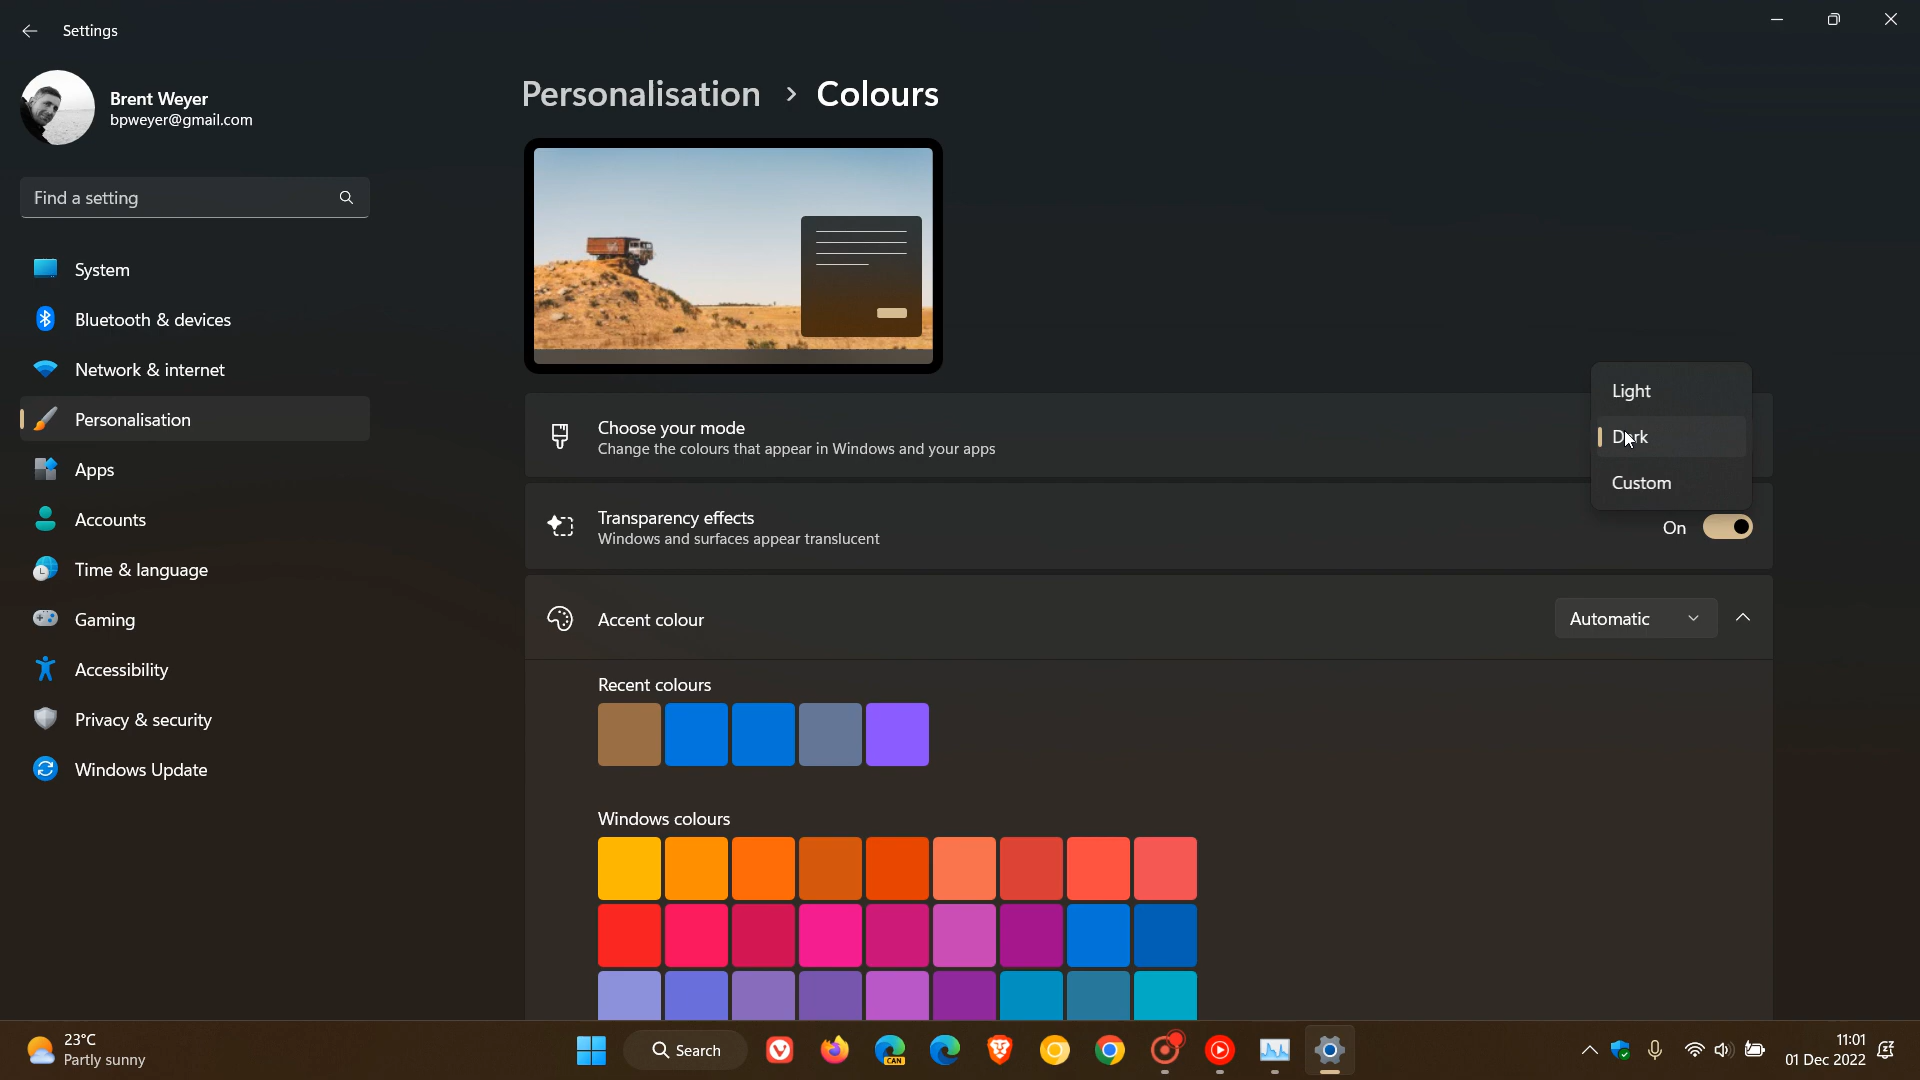 Settings
Brent Weyer
bpweyer@gmail.com
Find a setting
System
Bluetooth & devices
Network & internet
Personalisation
Apps
Accounts
Time & language
Gaming
Accessibility
Privacy & security
Windows Update
Personalisation > Colours
Choose your mode
Change the colours that appear in Windows and your apps
Light
Dark
Custom
Transparency effects
Windows and surfaces appear translucent
On
Accent colour
Automatic
Recent colours
Windows colours
23°C
Partly sunny
Search
CAN
11:01
01 Dec 2022